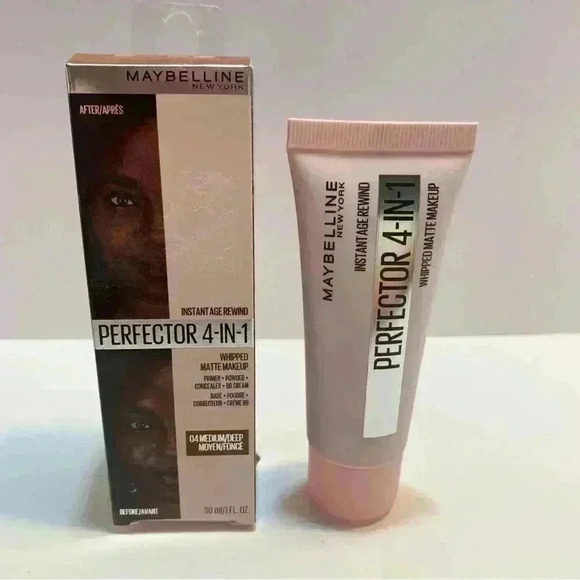 MAYBELLINE
NEW YORK
AFTER/APRÈS
INSTANT AGE REWIND
PERFECTOR 4-IN-1
WHIPPED
MATTE MAKEUP
PRIMER + POWDER +
CONCEALER + BB CREAM
BASE + POUDRE +
CORRECTEUR + CRÈME BB
04 MEDIUM/DEEP
MOYEN/FONCÉ
BEFORE/AVANT
30 ml/1 FL. OZ.
MAYBELLINE
NEW YORK
INSTANT AGE REWIND
PERFECTOR 4-IN-1
WHIPPED MATTE MAKEUP